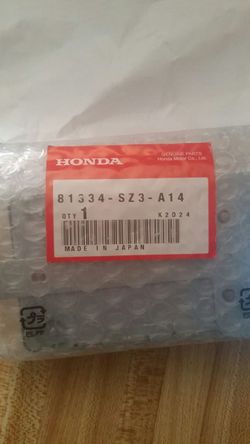 GENUINE PARTS
HONDA
Honda Motor Co., Ltd.
81334-SZ3-A14
QTY 1
K2024
MADE IN JAPAN